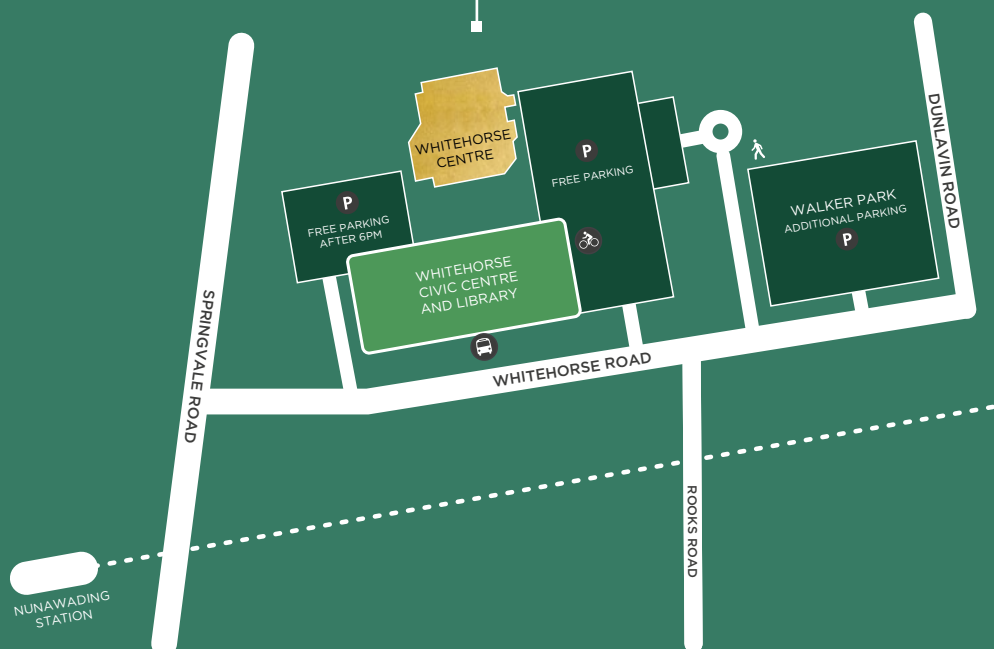 WHITEHORSE
CENTRE
P
FREE PARKING
P
FREE PARKING
AFTER 6PM
WHITEHORSE
CIVIC CENTRE
AND LIBRARY
WALKER PARK
ADDITIONAL PARKING
P
DUNLAVIN ROAD
SPRINGVALE ROAD
WHITEHORSE ROAD
ROOKS ROAD
NUNAWADING
STATION